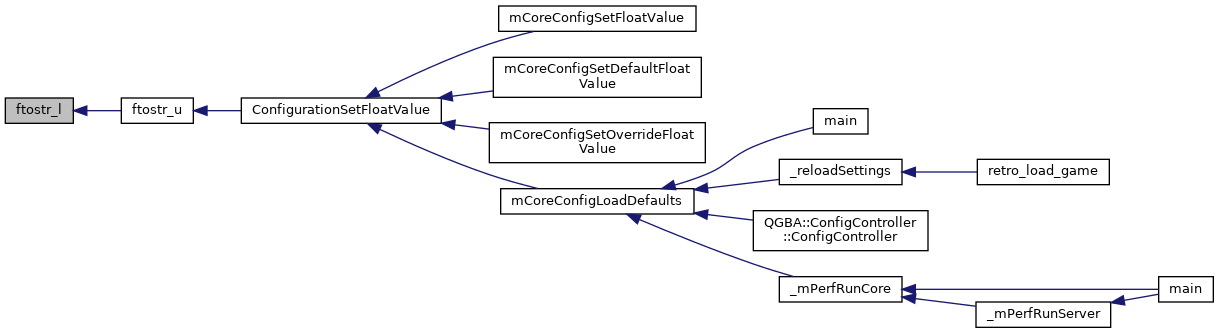 ftostr_l
ftostr_u
ConfigurationSetFloatValue
mCoreConfigSetFloatValue
mCoreConfigSetDefaultFloat
Value
mCoreConfigSetOverrideFloat
Value
mCoreConfigLoadDefaults
main
_reloadSettings
retro_load_game
QGBA::ConfigController
::ConfigController
_mPerfRunCore
_mPerfRunServer
main